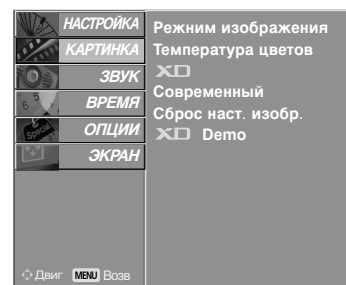 НАСТРОЙКА
КАРТИНКА
ЗВУК
ВРЕМЯ
Special
ОПЦИИ
ЭКРАН
Режним изображения
Температура цветов
XD
Современный
Сброс наст. изобр.
XD Demo
Двиг MENU Возв